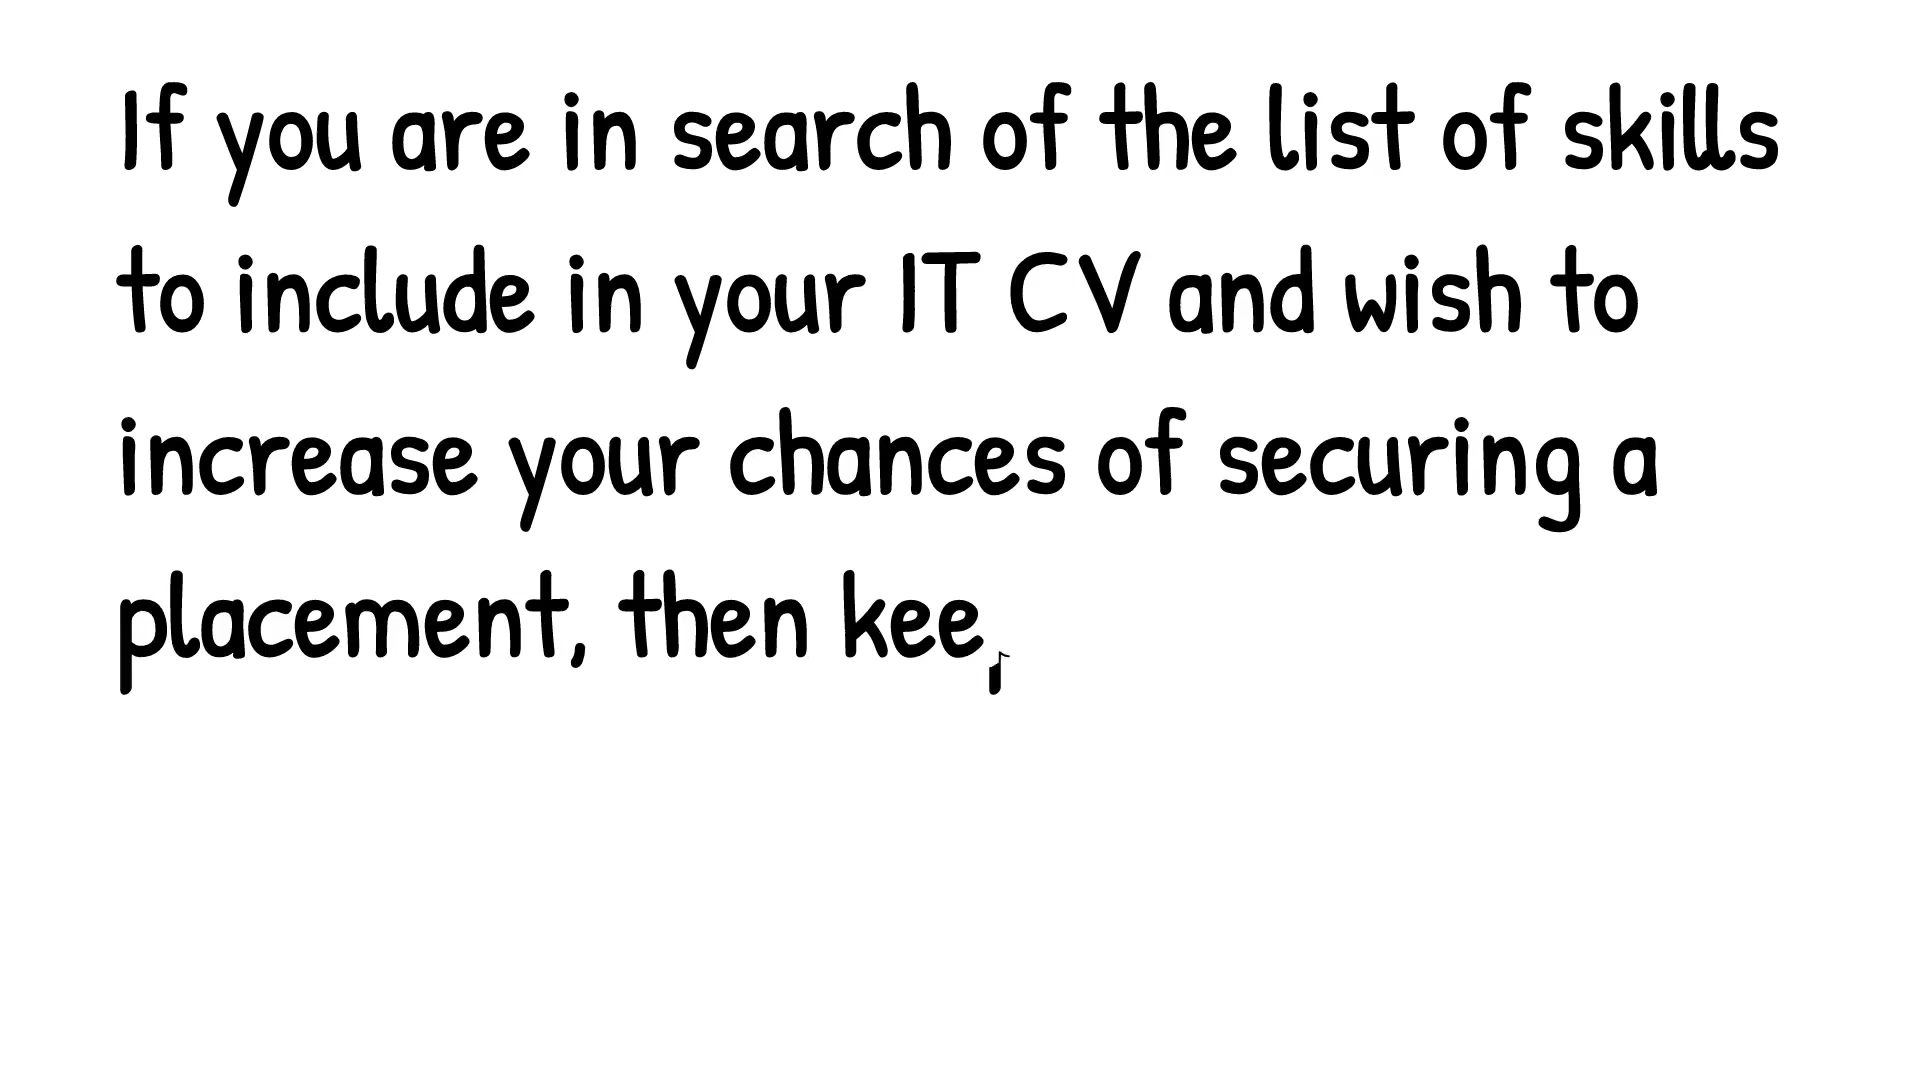 If you are in search of the list of skills
to include in your IT CV and wish to
increase your chances of securing a
placement, then kee